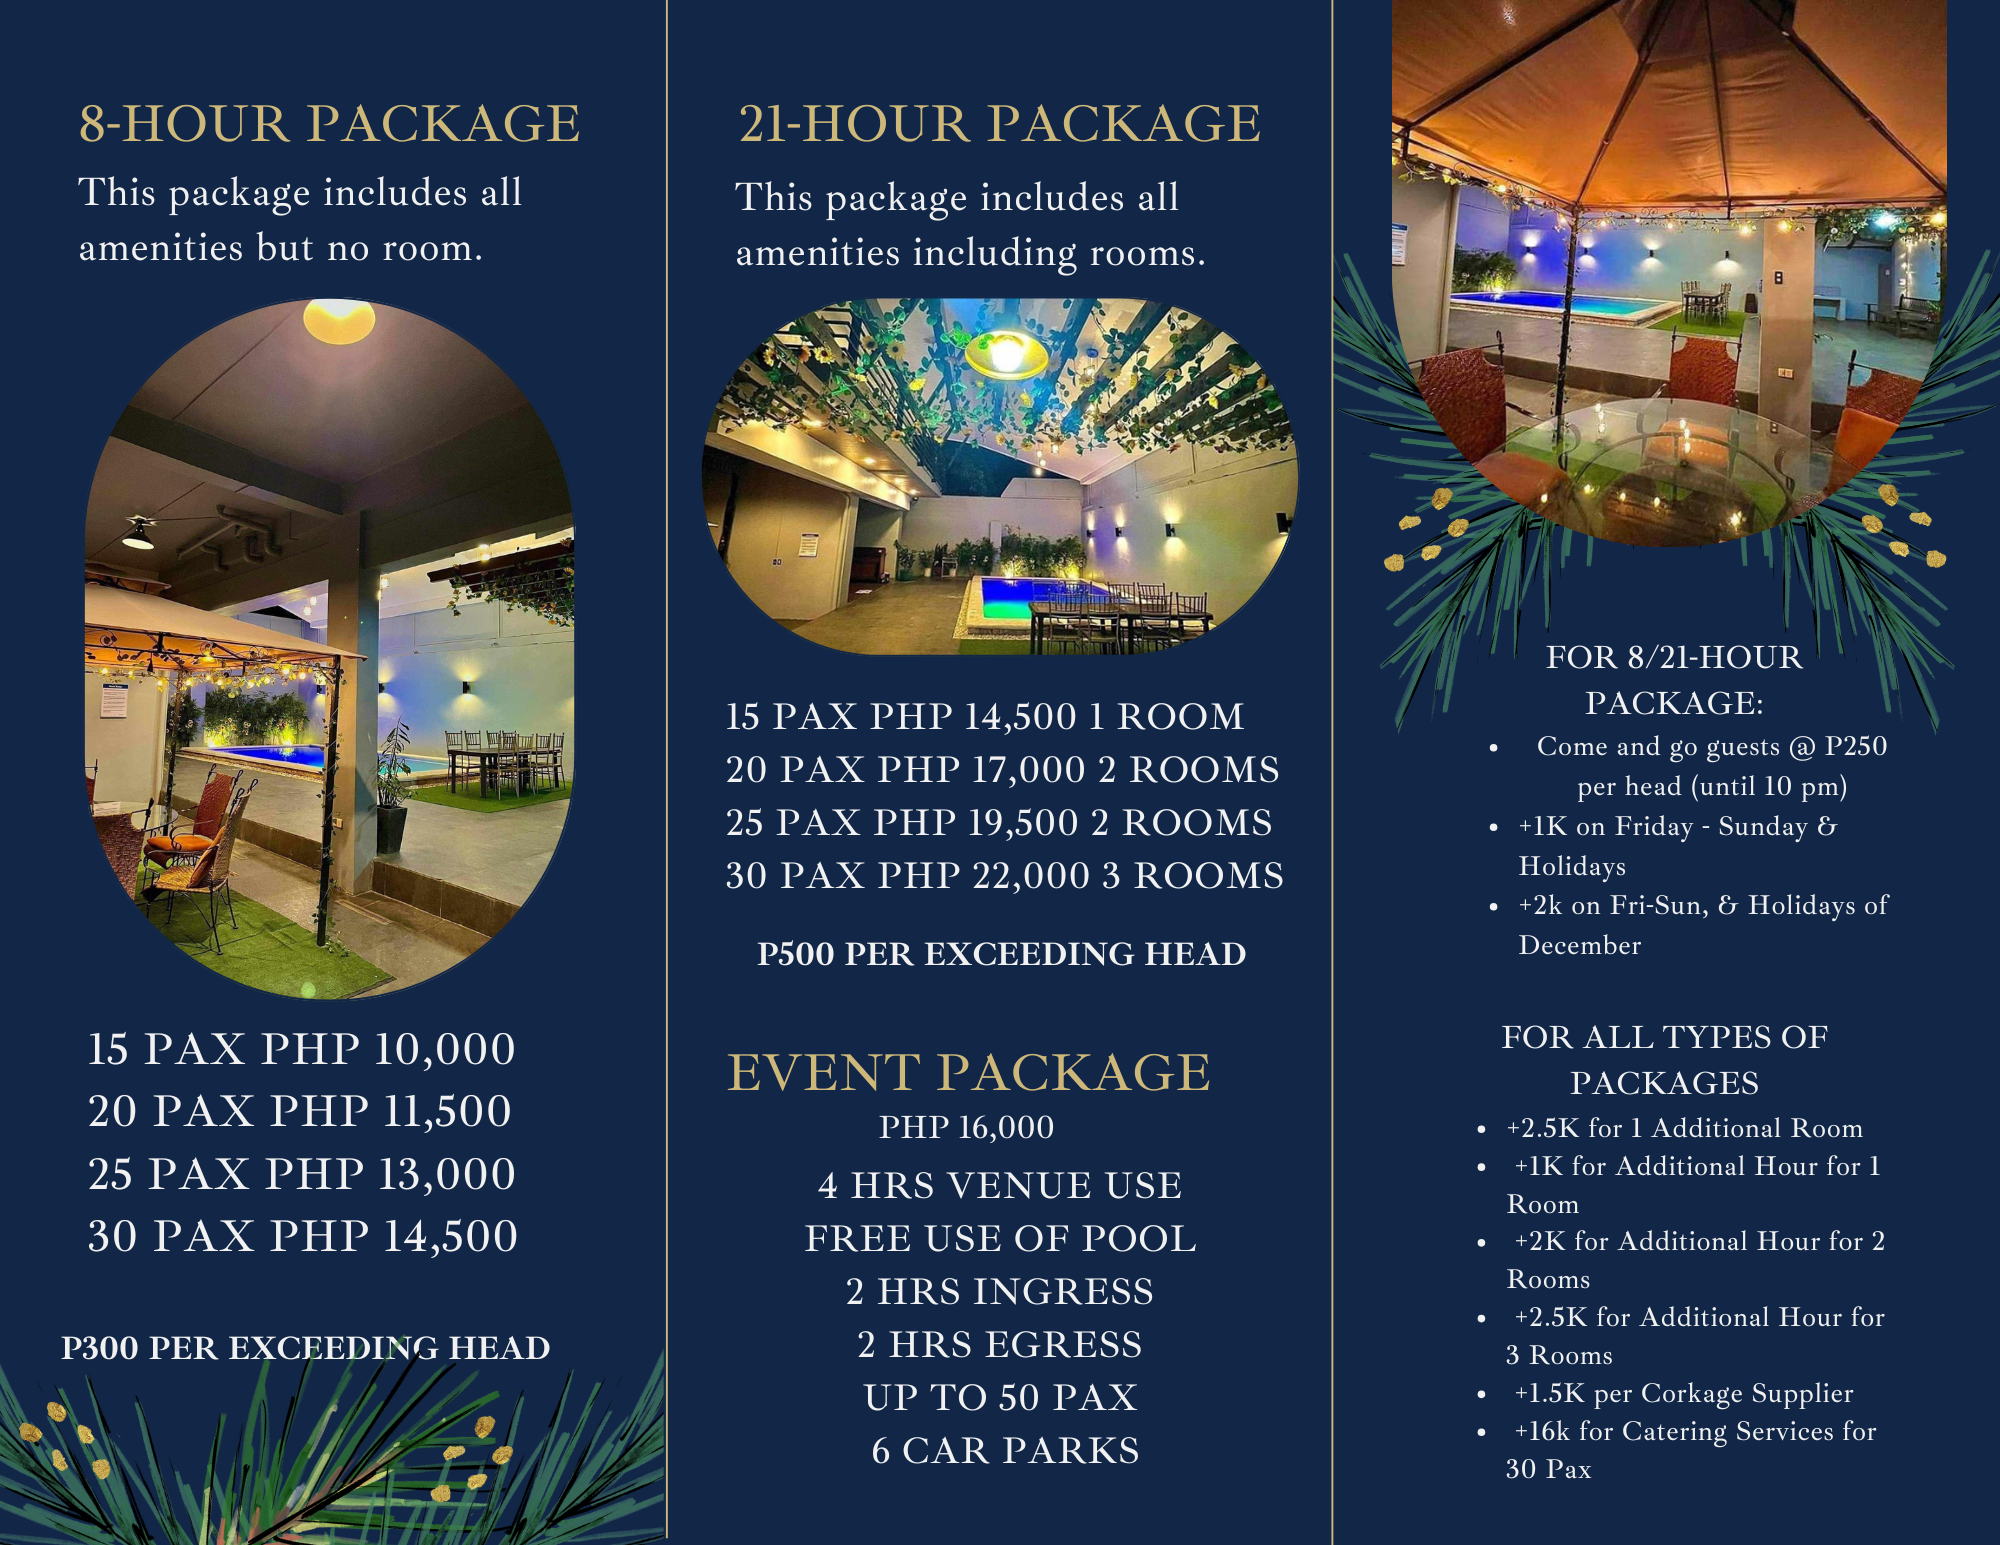 8-HOUR PACKAGE
This package includes all
amenities but no room.
15 PAX PHP 10,000
20 PAX PHP 11,500
25 PAX PHP 13,000
30 PAX PHP 14,500
P300 PER EXCEEDING HEAD
21-HOUR PACKAGE
This package includes all
amenities including rooms.
15 PAX PHP 14,500 1 ROOM
20 PAX PHP 17,000 2 ROOMS
25 PAX PHP 19,500 2 ROOMS
30 PAX PHP 22,000 3 ROOMS
P500 PER EXCEEDING HEAD
EVENT PACKAGE
PHP 16,000
4 HRS VENUE USE
FREE USE OF POOL
2 HRS INGRESS
2 HRS EGRESS
UP TO 50 PAX
6 CAR PARKS
FOR 8/21-HOUR
PACKAGE:
• Come and go guests @ P250
per head (until 10 pm)
• +1K on Friday - Sunday &
Holidays
• +2k on Fri-Sun, & Holidays of
December
FOR ALL TYPES OF
PACKAGES
• +2.5K for 1 Additional Room
• +1K for Additional Hour for 1
Room
• +2K for Additional Hour for 2
Rooms
• +2.5K for Additional Hour for
3 Rooms
• +1.5K per Corkage Supplier
• +16k for Catering Services for
30 Pax